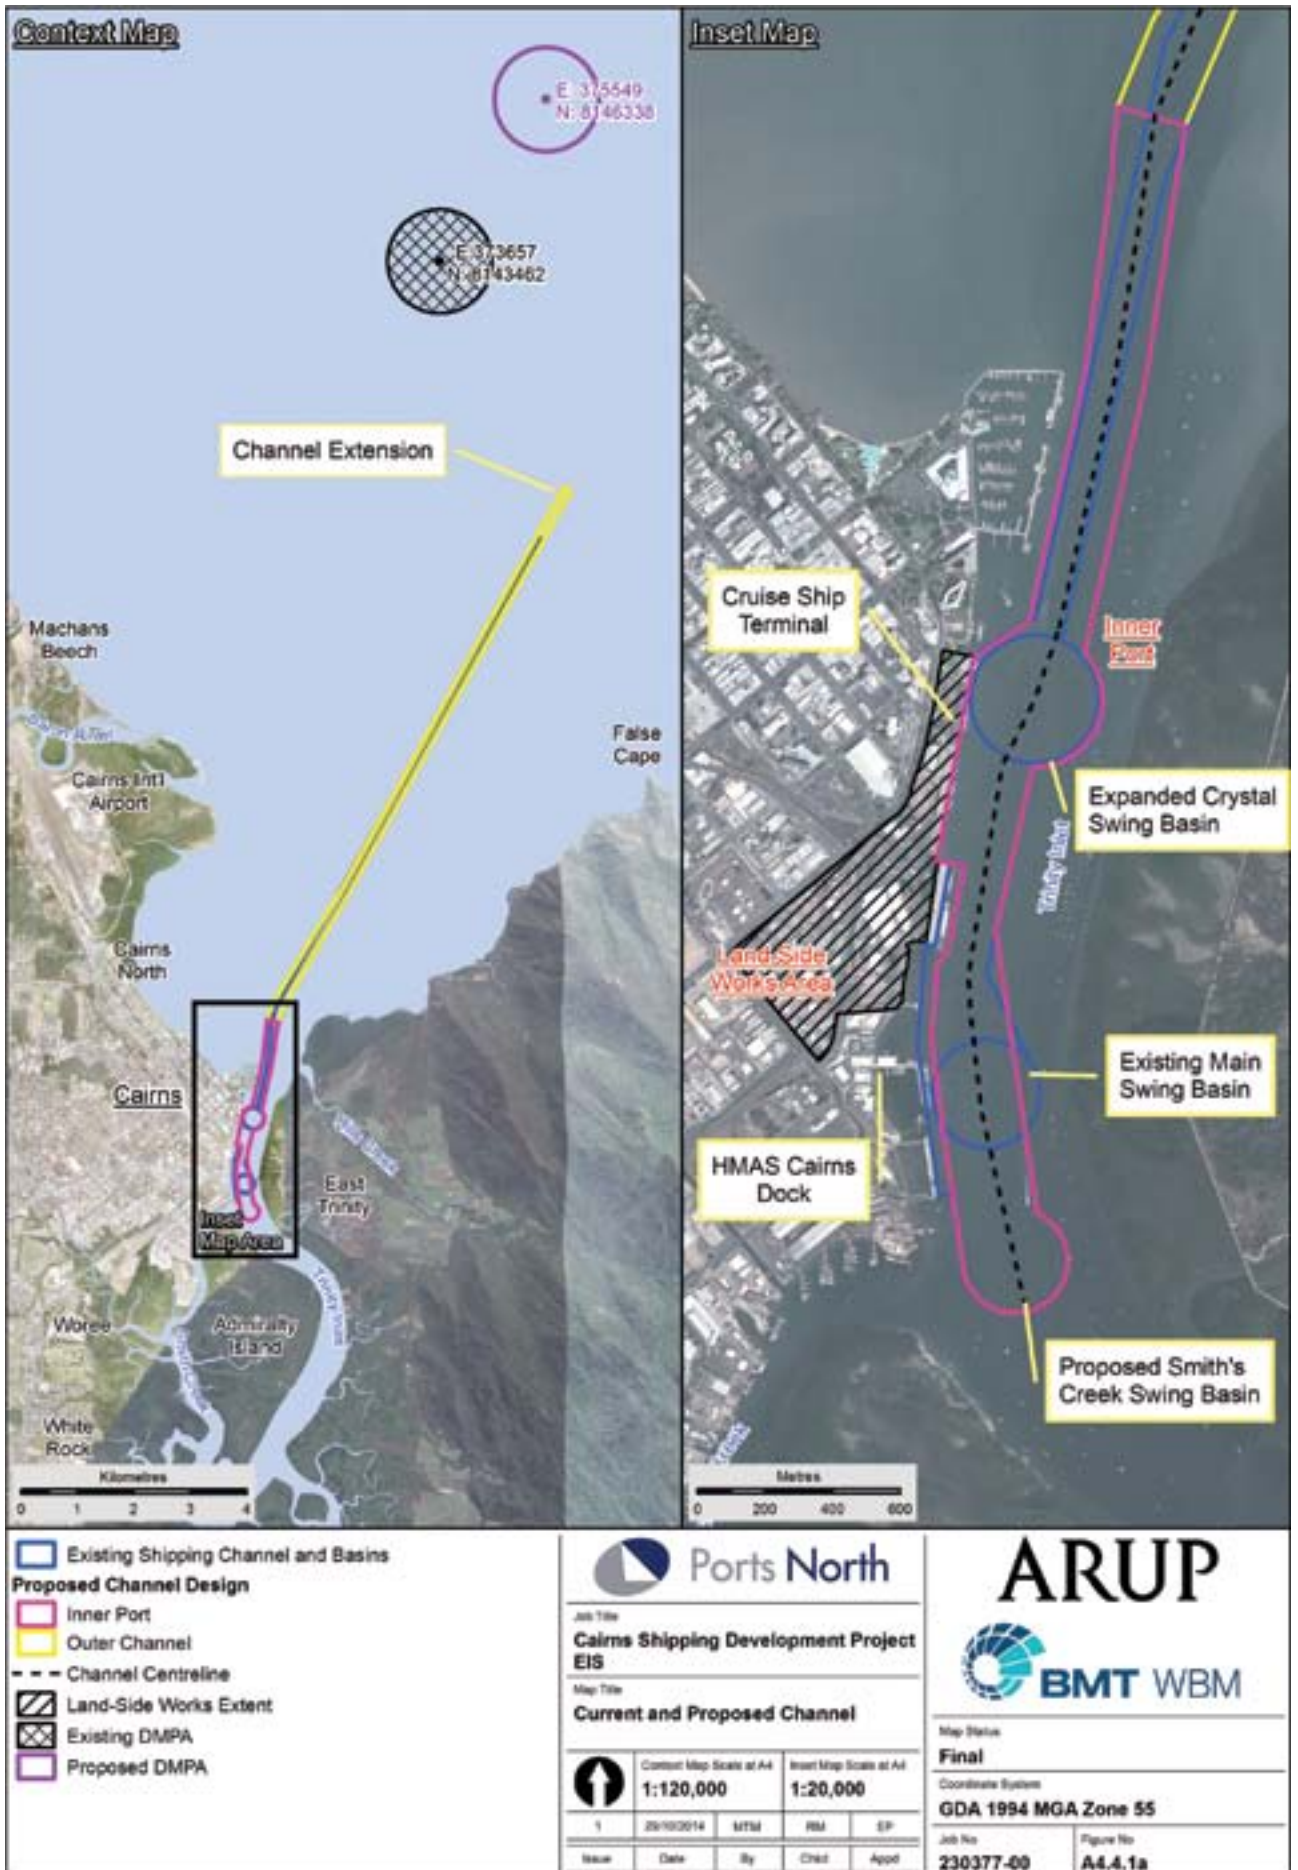 Context Map
E: 375549
N: 8146338
E: 373657
N: 8143462
Channel Extension
Machans
Beech
Cairns Int'l
Airport
False
Cape
Cairns
North
Cairns
East
Trinity
Inset
Map Area
Trinity Inlet
Woree
Admiralty
Island
White
Rock
Kilometres
0 1 2 3 4
Inset Map
Cruise Ship
Terminal
Inner
Port
Expanded Crystal
Swing Basin
Trinity Inlet
Land-Side
Works Area
Existing Main
Swing Basin
HMAS Cairns
Dock
Proposed Smith's
Creek Swing Basin
Creek
Metres
0 200 400 600
Existing Shipping Channel and Basins
Proposed Channel Design
Inner Port
Outer Channel
Channel Centreline
Land-Side Works Extent
Existing DMPA
Proposed DMPA
Ports North
Job Title
Cairns Shipping Development Project
EIS
Map Title
Current and Proposed Channel
Context Map Scale at A4
1:120,000
Inset Map Scale at A4
1:20,000
1 29/10/2014 MTM RM EP
Issue Date By Chkd Appd
ARUP
BMT WBM
Map Status
Final
Coordinate System
GDA 1994 MGA Zone 55
Job No
230377-00
Figure No
A4.4.1a